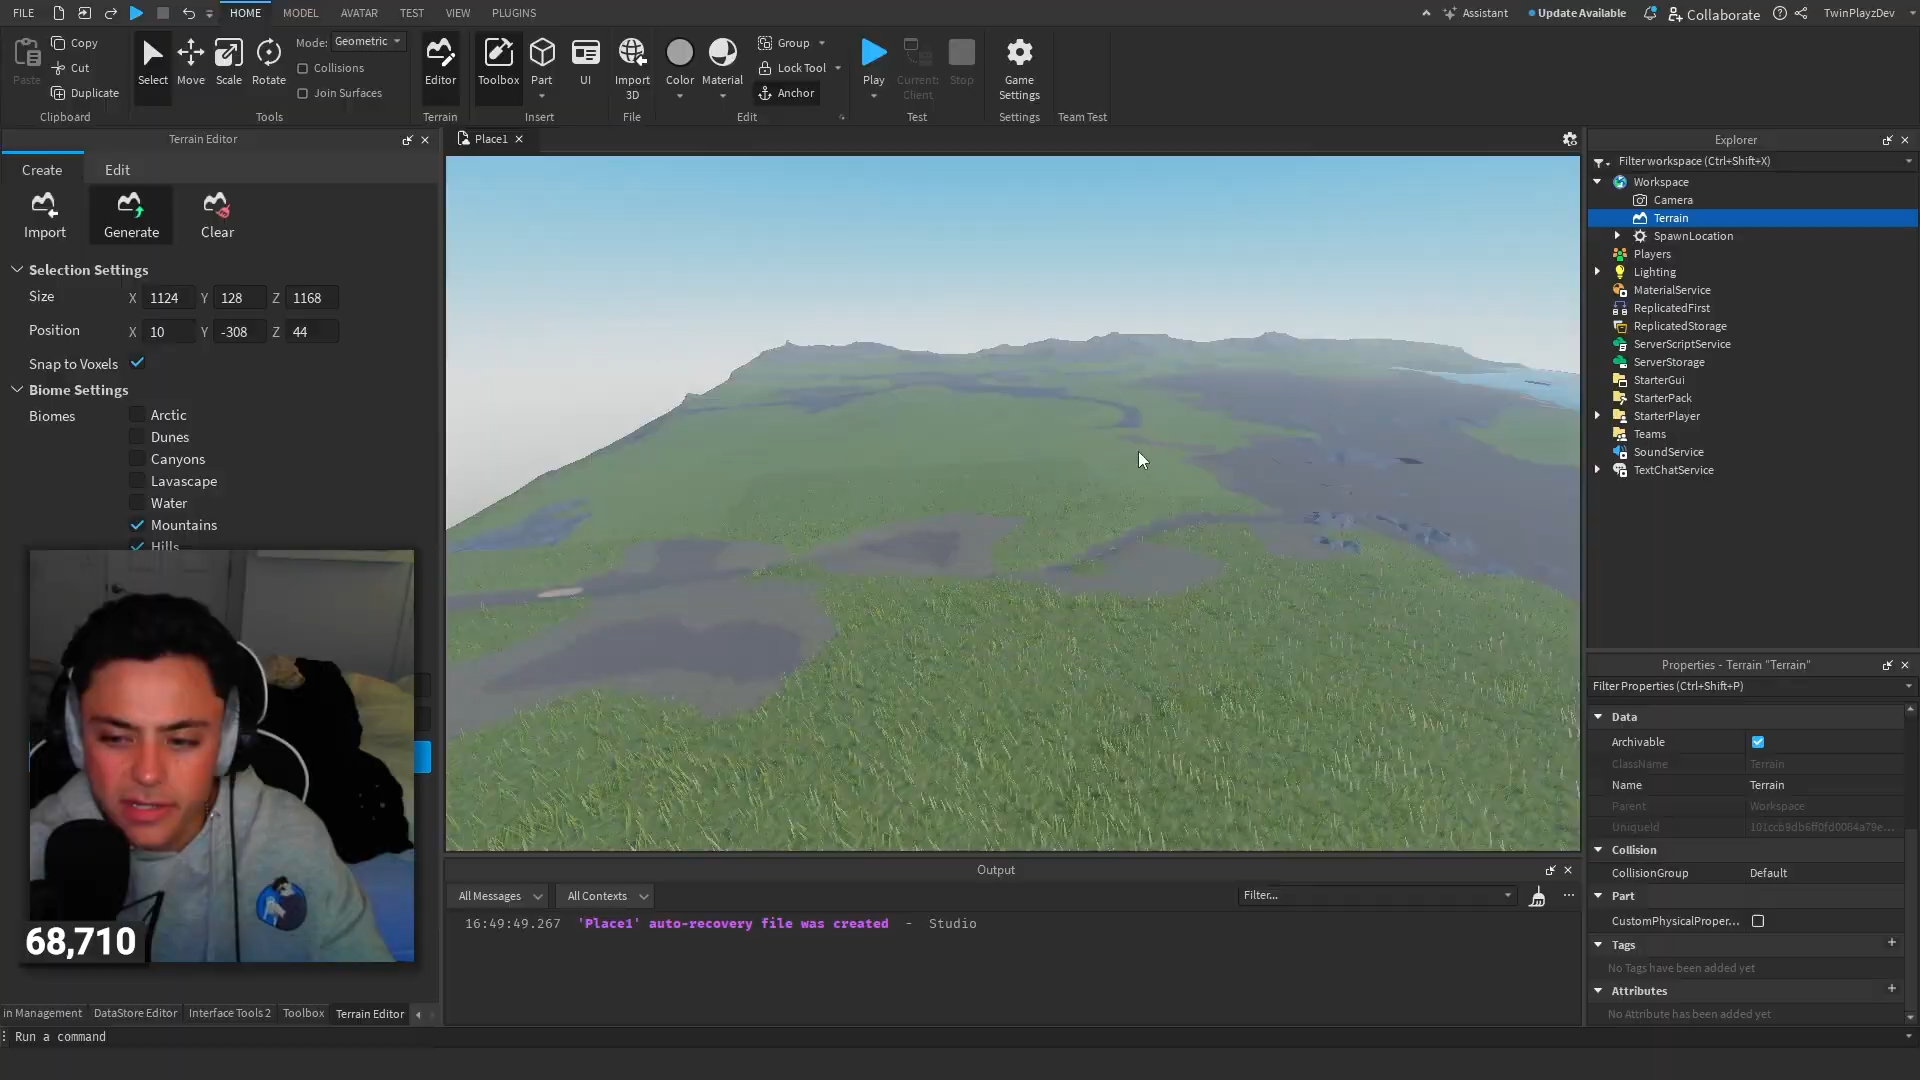 FILE
HOME
MODEL
AVATAR
TEST
VIEW
PLUGINS
Assistant
Update Available
Collaborate
TwinPlayzDev
Paste
Copy
Cut
Duplicate
Clipboard
Select
Move
Scale
Rotate
Mode: Geometric
Collisions
Join Surfaces
Tools
Editor
Terrain
Toolbox
Part
UI
Insert
Import
3D
File
Color
Material
Group
Lock Tool
Anchor
Edit
Play
Current:
Client
Stop
Test
Game
Settings
Settings
Team Test
Terrain Editor
Create
Edit
Import
Generate
Clear
Selection Settings
Size X 1124 Y 128 Z 1168
Position X 10 Y -308 Z 44
Snap to Voxels
Biome Settings
Biomes
Arctic
Dunes
Canyons
Lavascape
Water
Mountains
Hills
68,710
in Management
DataStore Editor
Interface Tools 2
Toolbox
Terrain Editor
Run a command
Place1
Output
All Messages
All Contexts
Filter...
16:49:49.267 'Place1' auto-recovery file was created - Studio
Explorer
Filter workspace (Ctrl+Shift+X)
Workspace
Camera
Terrain
SpawnLocation
Players
Lighting
MaterialService
ReplicatedFirst
ReplicatedStorage
ServerScriptService
ServerStorage
StarterGui
StarterPack
StarterPlayer
Teams
SoundService
TextChatService
Properties - Terrain "Terrain"
Filter Properties (Ctrl+Shift+P)
Data
Archivable
ClassName Terrain
Name Terrain
Parent Workspace
UniqueId 101ccb9db6ff0fd0084a79e...
Collision
CollisionGroup Default
Part
CustomPhysicalProper...
Tags
No Tags have been added yet
Attributes
No Attribute has been added yet